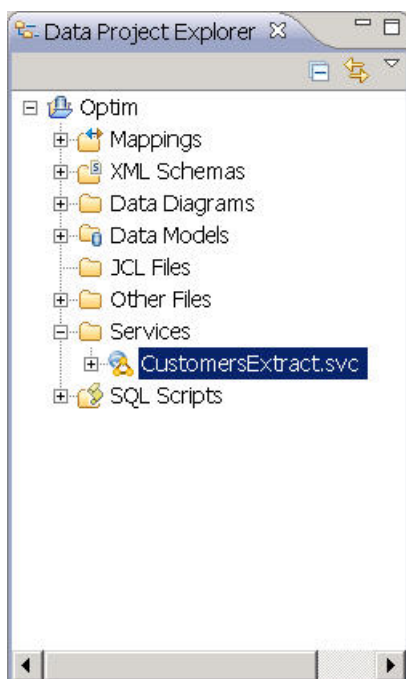 Data Project Explorer
Optim
Mappings
XML Schemas
Data Diagrams
Data Models
JCL Files
Other Files
Services
CustomersExtract.svc
SQL Scripts